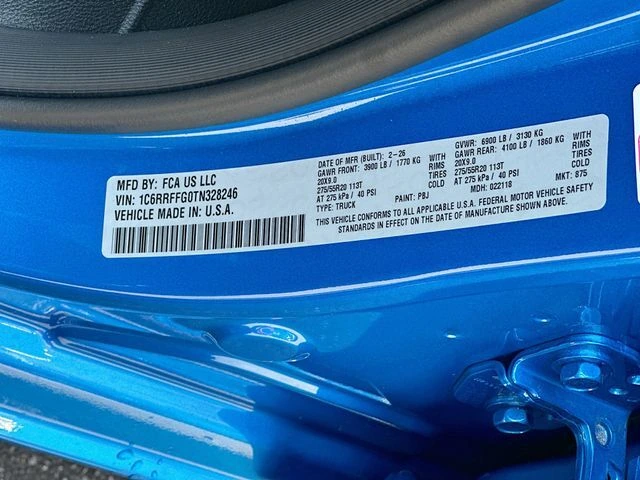 MFD BY: FCA US LLC
VIN: 1C6RRFFG0TN328246
VEHICLE MADE IN U.S.A.
DATE OF MFR (BUILT): 2-26
GAWR FRONT: 3900 LB / 1770 KG WITH
20X9.0 RIMS
275/55R20 113T TIRES
AT 275 kPa / 40 PSI COLD
TYPE: TRUCK PAINT: PBJ
GVWR: 6900 LB / 3130 KG
GAWR REAR: 4100 LB / 1860 KG WITH
20X9.0 RIMS
275/55R20 113T TIRES
AT 275 kPa / 40 PSI COLD
MDH: 022118 MKT: 875
THIS VEHICLE CONFORMS TO ALL APPLICABLE U.S.A. FEDERAL MOTOR VEHICLE SAFETY
STANDARDS IN EFFECT ON THE DATE OF MANUFACTURE SHOWN ABOVE.